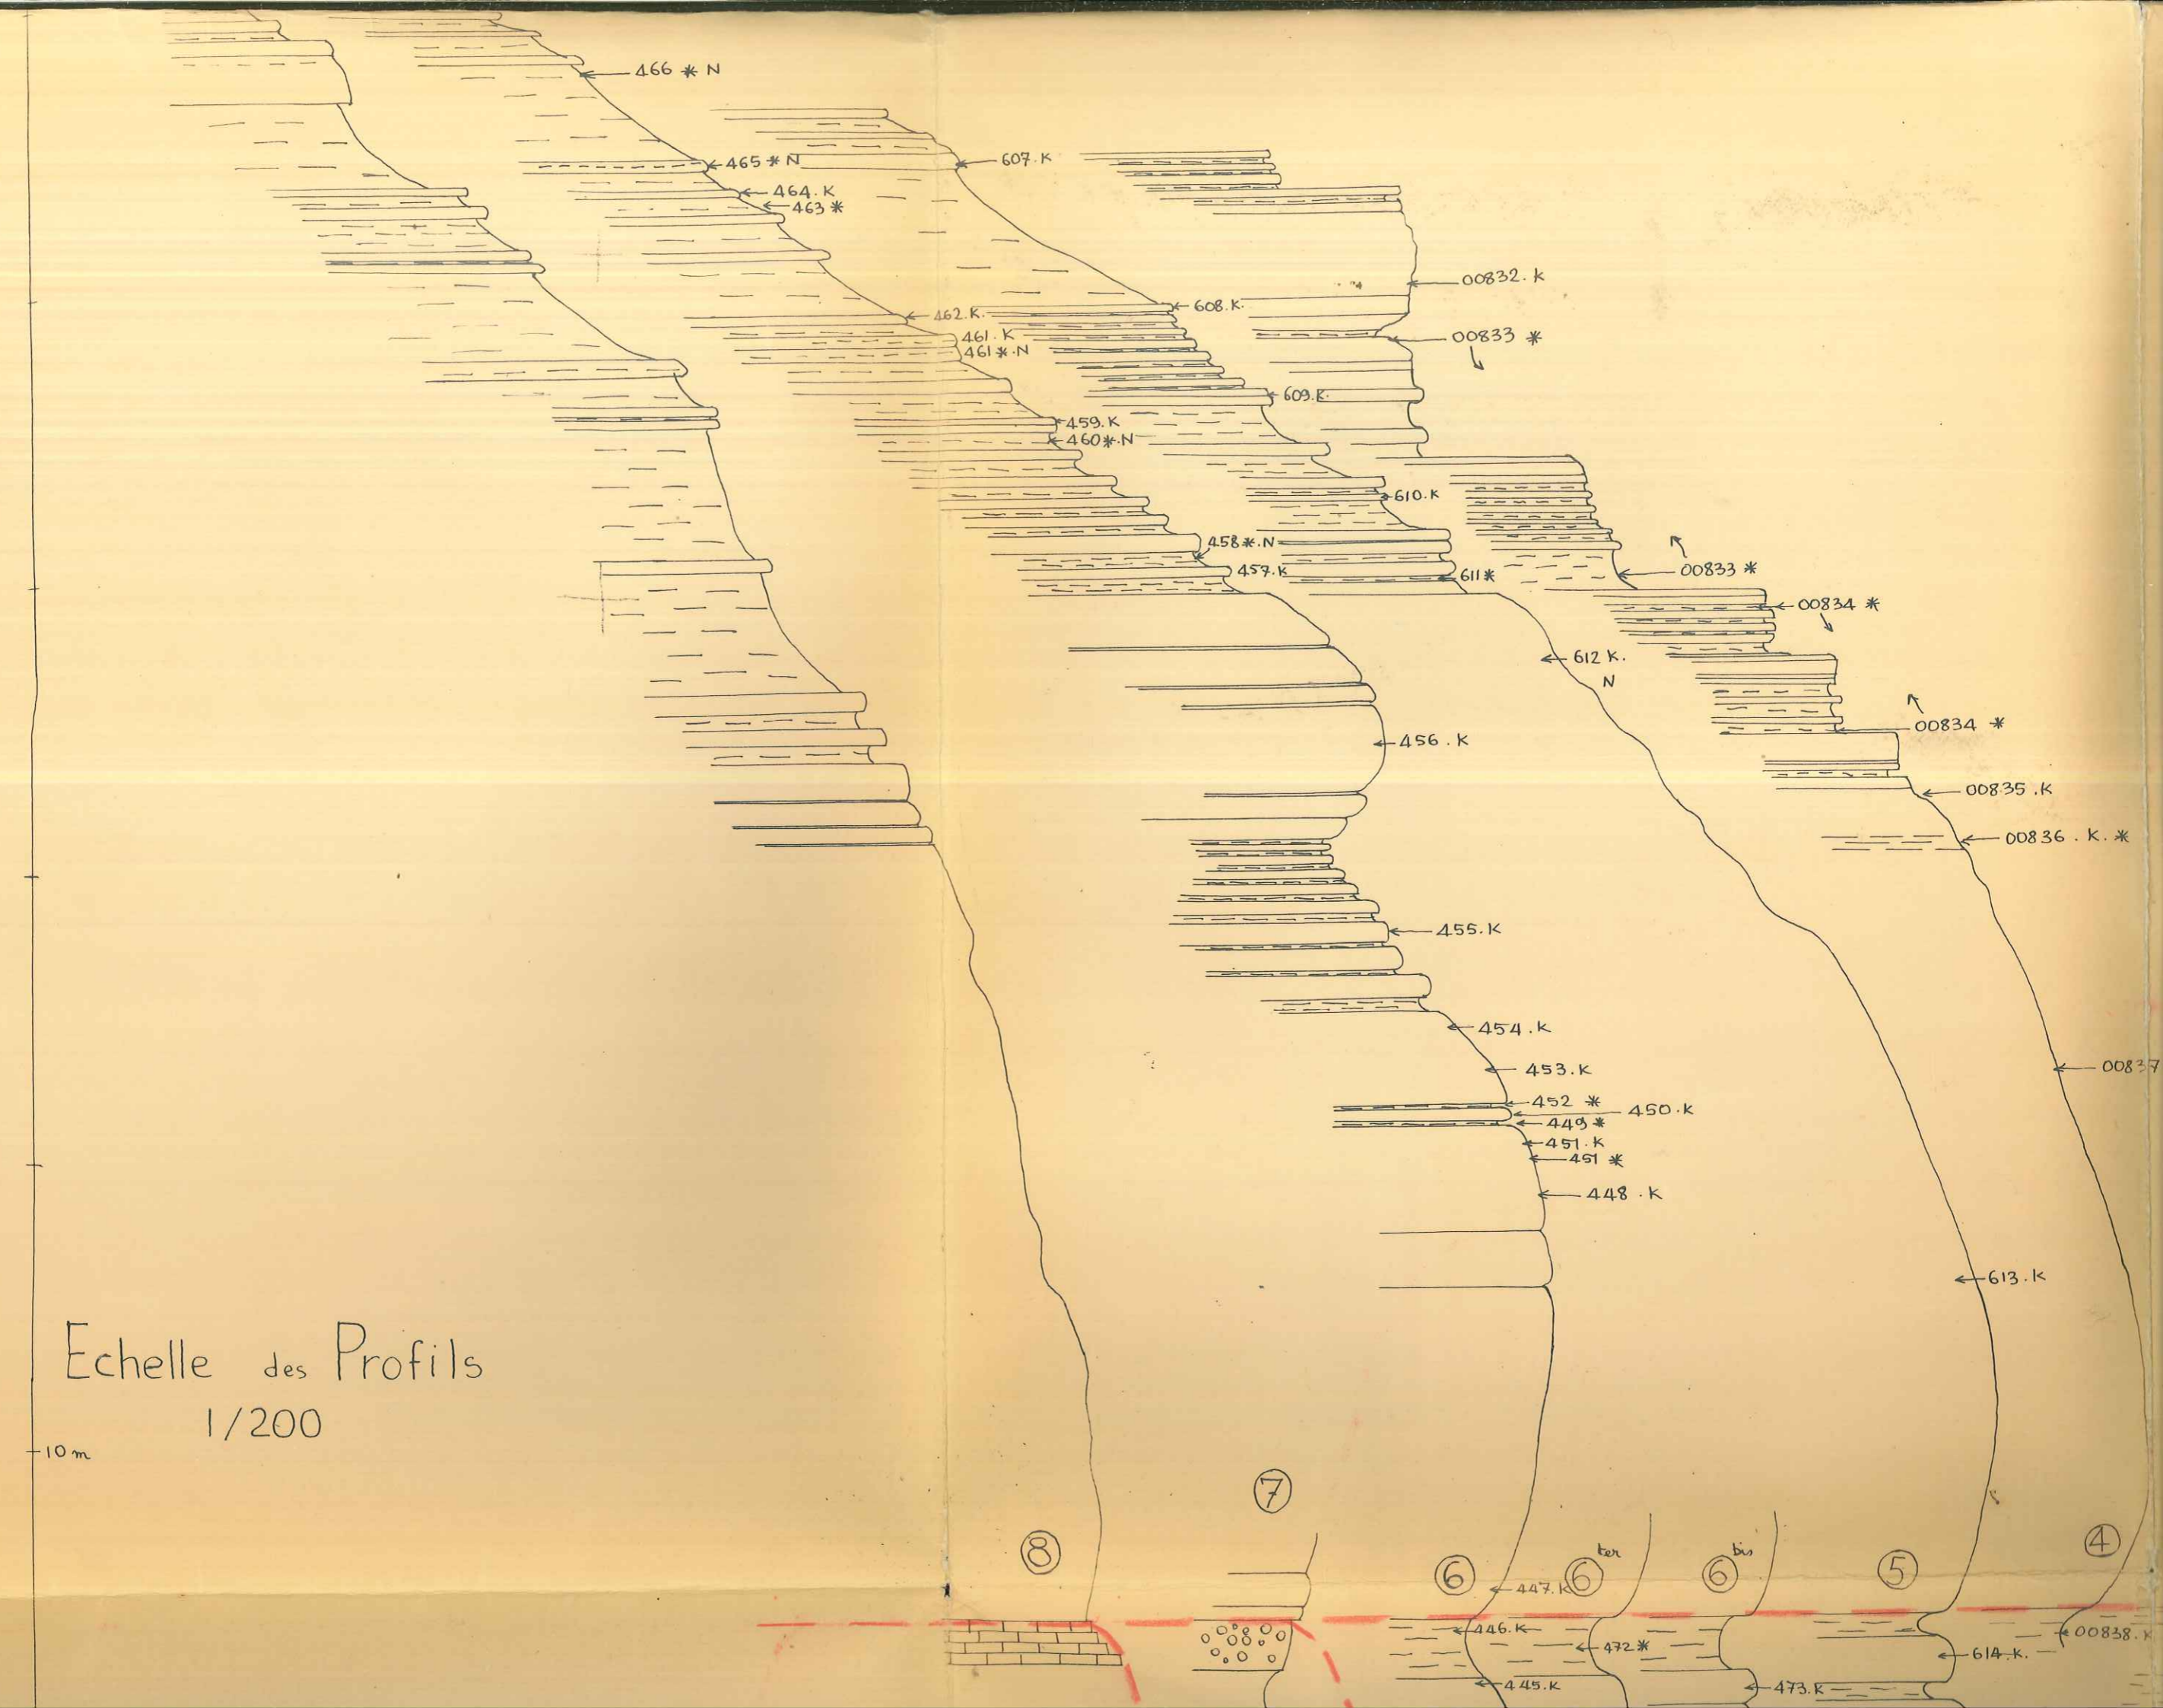 466 * N
465 * N
607. K
464. K
463 *
00832. K
608. K.
462. K.
00833 *
461. K
461 *. N
609. K.
459. K
460 *. N
610. K
458 *. N
00833 *
457. K
611 *
00834 *
612 K.
N
00834 *
456. K
00835. K
00836. K. *
455. K
454. K
453. K
00837
452 *
450. K
449 *
451. K
451 *
448. K
613. K
Echelle des Profils
1/200
10 m
7
8
6
447. K
6 ter
6 bis
5
4
446. K
472 *
00838. K
614. K.
445. K
473. K